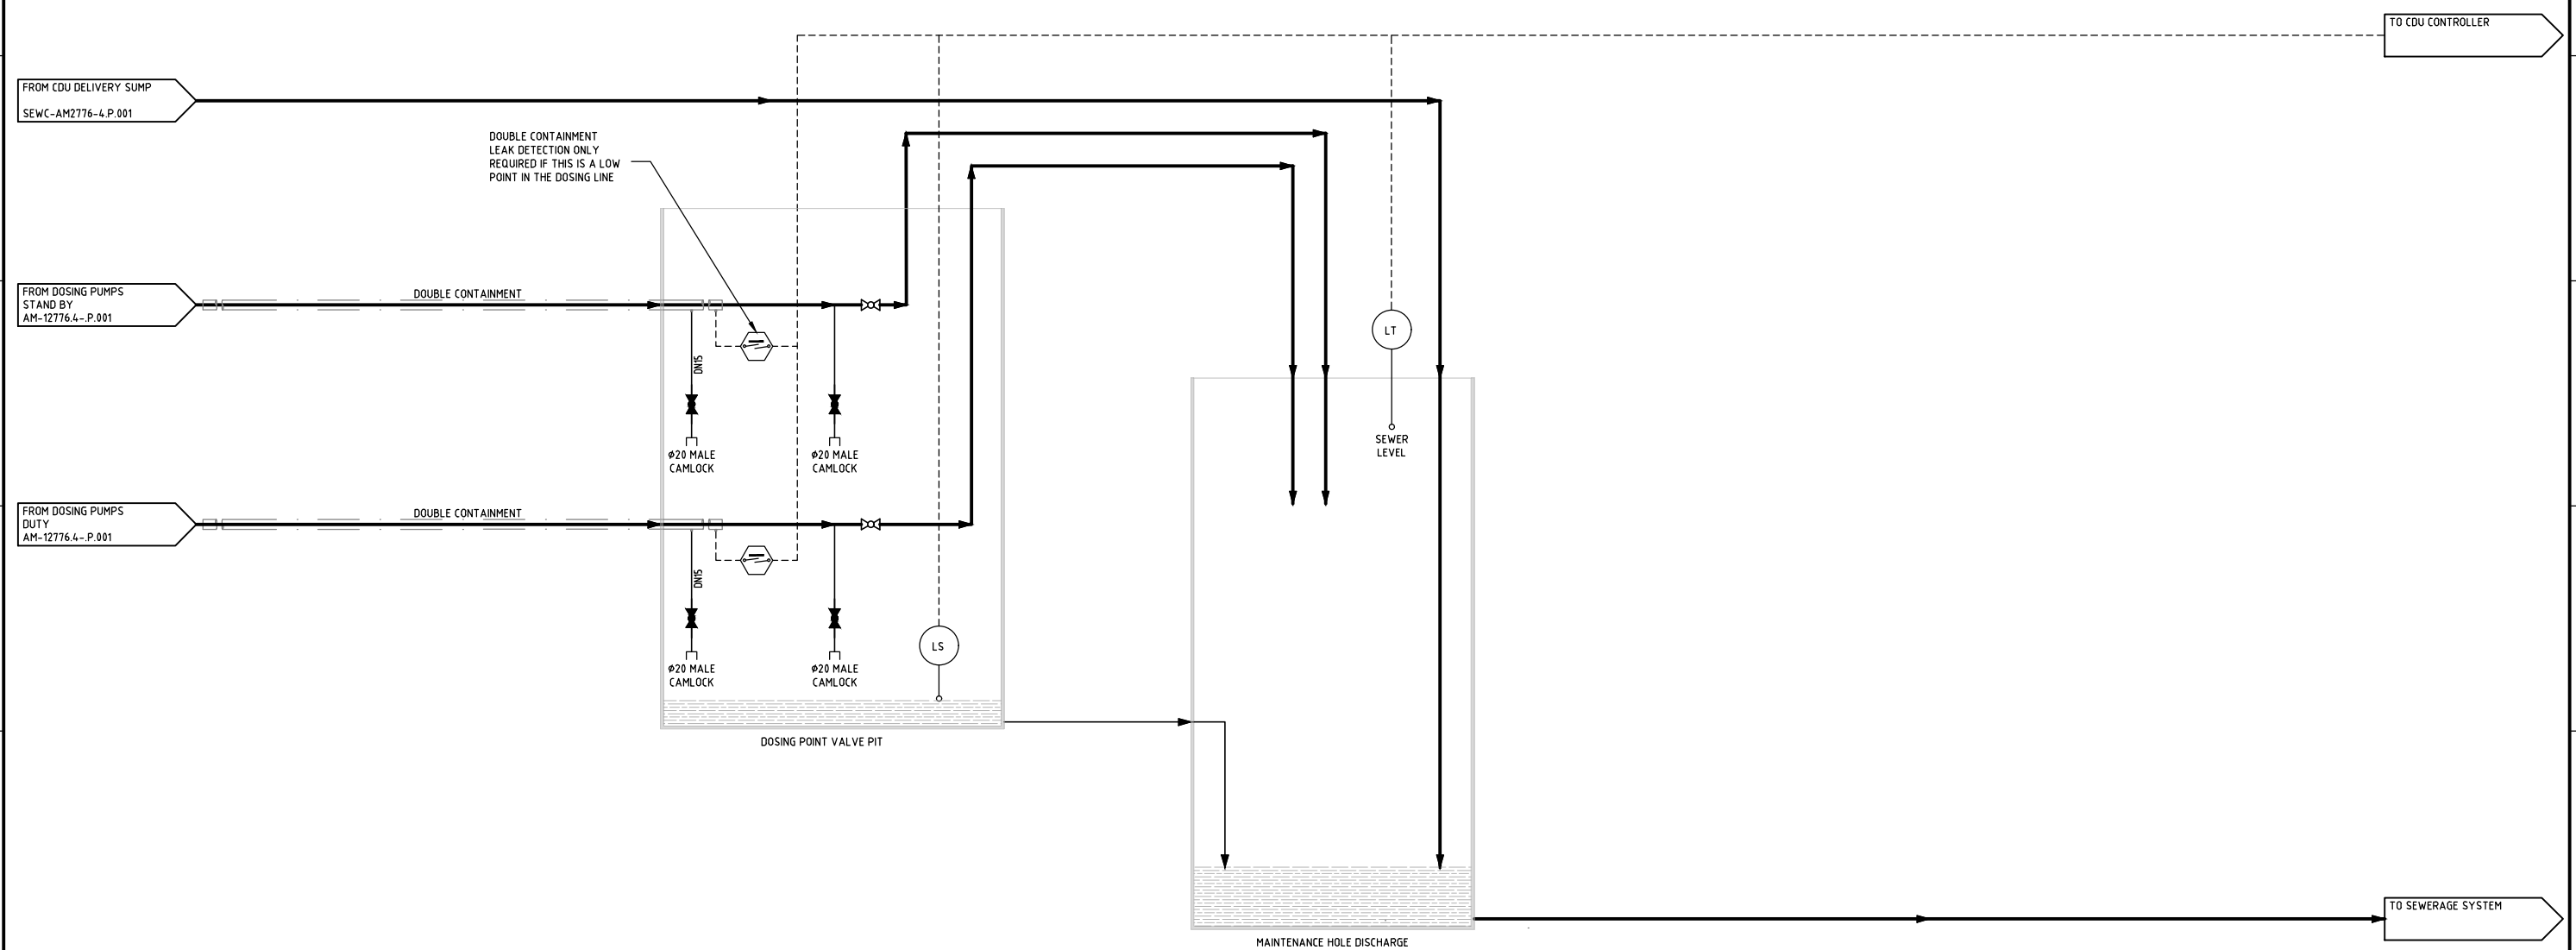 TO CDU CONTROLLER
FROM CDU DELIVERY SUMP
SEWC-AM2776-4.P.001
DOUBLE CONTAINMENT
LEAK DETECTION ONLY
REQUIRED IF THIS IS A LOW
POINT IN THE DOSING LINE
FROM DOSING PUMPS
STAND BY
AM-12776.4-.P.001
DOUBLE CONTAINMENT
LT
DN15
SEWER
LEVEL
Ø20 MALE
CAMLOCK
Ø20 MALE
CAMLOCK
FROM DOSING PUMPS
DUTY
AM-12776.4-.P.001
DOUBLE CONTAINMENT
DN15
LS
Ø20 MALE
CAMLOCK
Ø20 MALE
CAMLOCK
DOSING POINT VALVE PIT
TO SEWERAGE SYSTEM
MAINTENANCE HOLE DISCHARGE